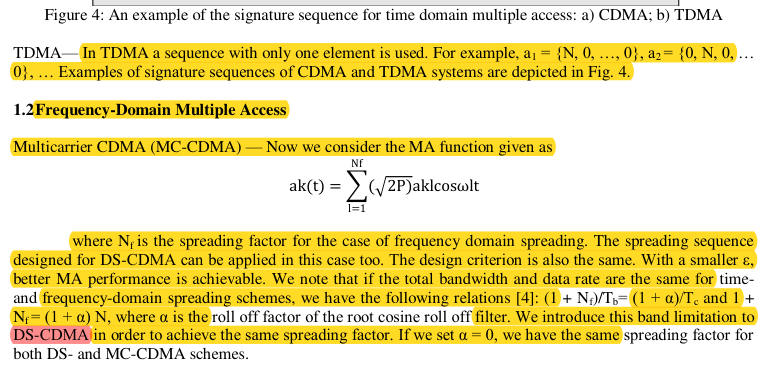 Figure 4: An example of the signature sequence for time domain multiple access: a) CDMA; b) TDMA
TDMA— In TDMA a sequence with only one element is used. For example, a₁ = {N, 0, …, 0}, a₂ = {0, N, 0, …
0}, … Examples of signature sequences of CDMA and TDMA systems are depicted in Fig. 4.
1.2Frequency-Domain Multiple Access
Multicarrier CDMA (MC-CDMA) — Now we consider the MA function given as
Nf
ak(t) = ∑(√2P)aklcosωlt
l=1
where Nf is the spreading factor for the case of frequency domain spreading. The spreading sequence
designed for DS-CDMA can be applied in this case too. The design criterion is also the same. With a smaller ε,
better MA performance is achievable. We note that if the total bandwidth and data rate are the same for time-
and frequency-domain spreading schemes, we have the following relations [4]: (1 + Nf)/Tb= (1 + α)/Tc and 1 +
Nf = (1 + α) N, where α is the roll off factor of the root cosine roll off filter. We introduce this band limitation to
DS-CDMA in order to achieve the same spreading factor. If we set α = 0, we have the same spreading factor for
both DS- and MC-CDMA schemes.